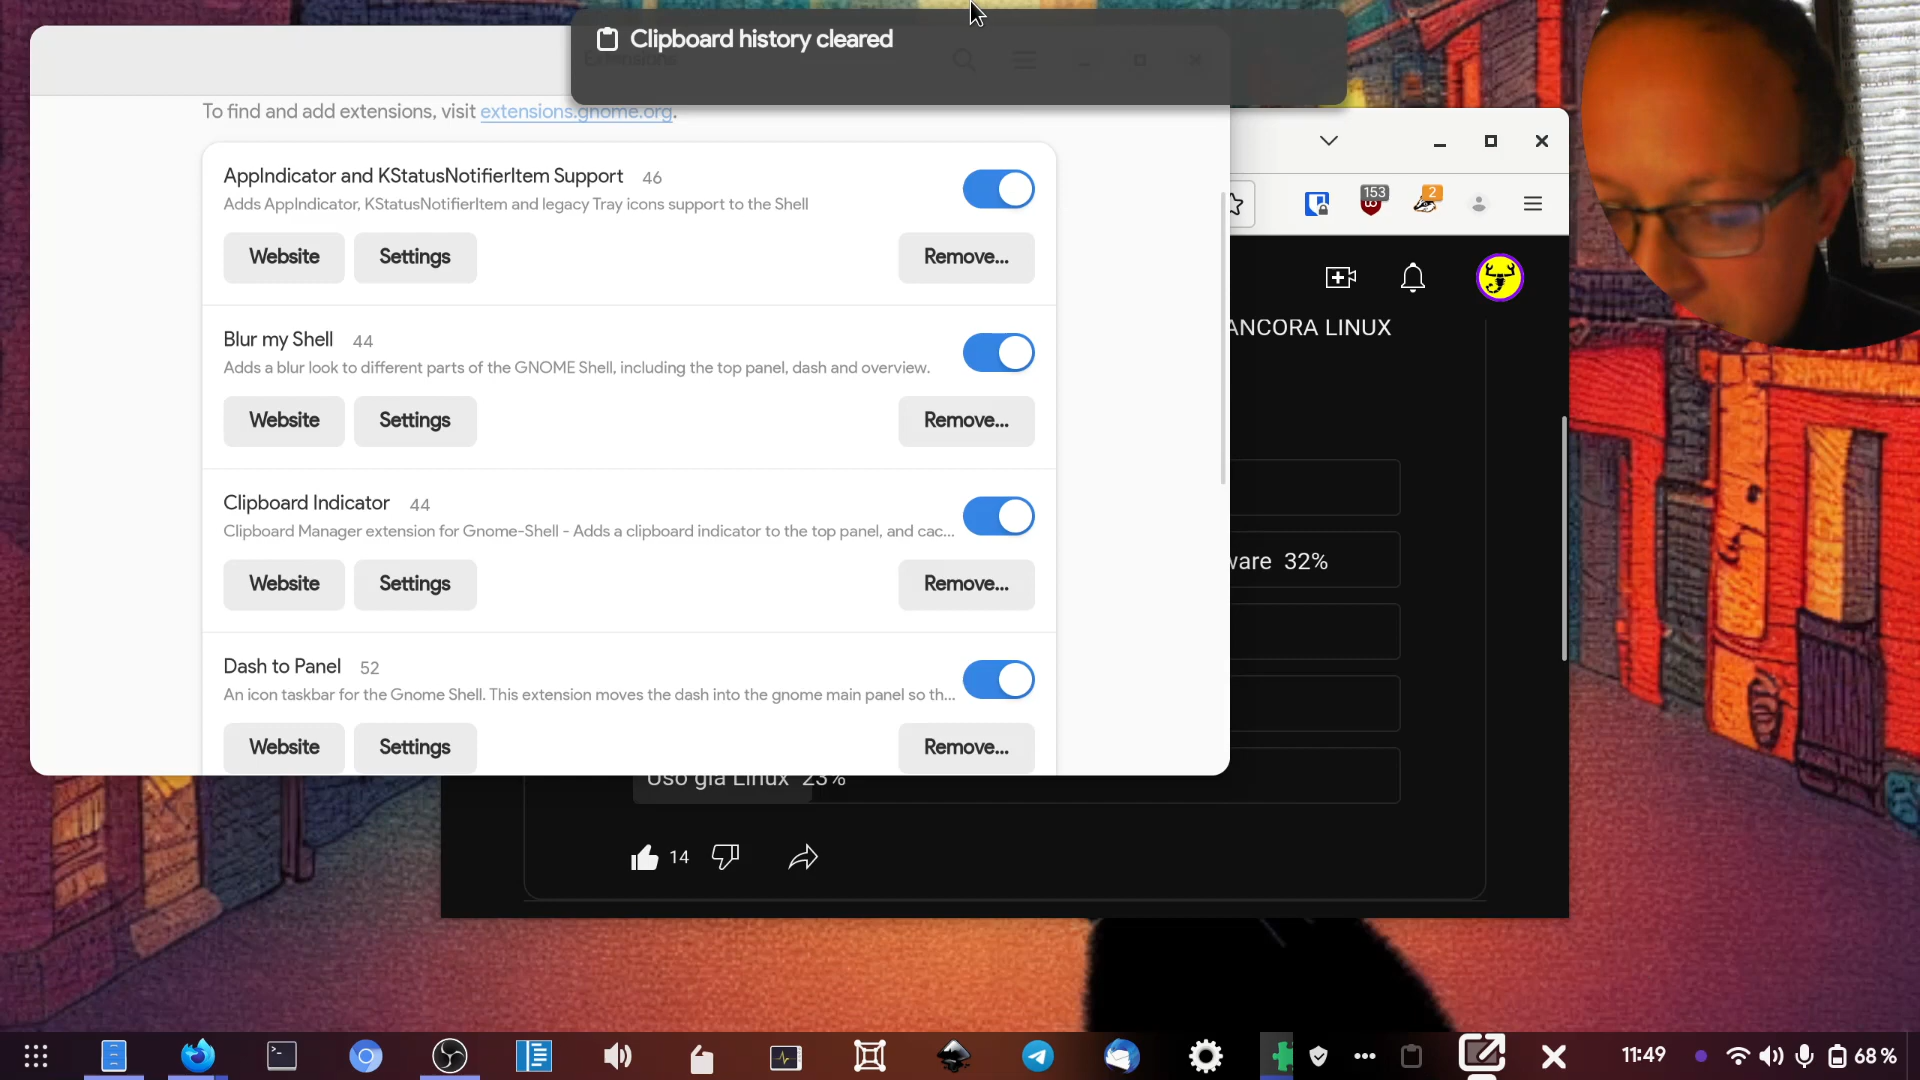 Clipboard history cleared
Extensions
To find and add extensions, visit extensions.gnome.org.
AppIndicator and KStatusNotifierItem Support 46
Adds AppIndicator, KStatusNotifierItem and legacy Tray icons support to the Shell
Website Settings Remove...
Blur my Shell 44
Adds a blur look to different parts of the GNOME Shell, including the top panel, dash and overview.
Website Settings Remove...
Clipboard Indicator 44
Clipboard Manager extension for Gnome-Shell - Adds a clipboard indicator to the top panel, and cac...
Website Settings Remove...
Dash to Panel 52
An icon taskbar for the Gnome Shell. This extension moves the dash into the gnome main panel so th...
Website Settings Remove...
153
2
ANCORA LINUX
ware 32%
Uso già Linux 23%
14
11:49
68 %